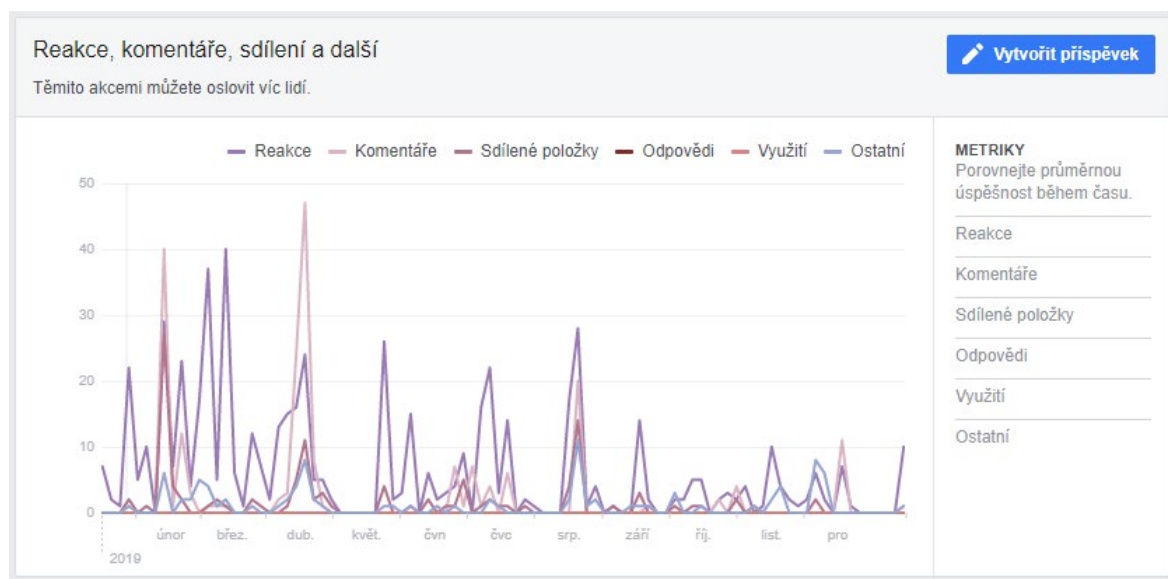 Reakce, komentáře, sdílení a další
Těmito akcemi můžete oslovit víc lidí.
Vytvořit příspěvek
Reakce Komentáře Sdílené položky Odpovědi Využití Ostatní
50
40
30
20
10
0
únor břez. dub. květ. čvn čvc srp. září říj. list. pro
2019
METRIKY
Porovnejte průměrnou
úspěšnost během času.
Reakce
Komentáře
Sdílené položky
Odpovědi
Využití
Ostatní